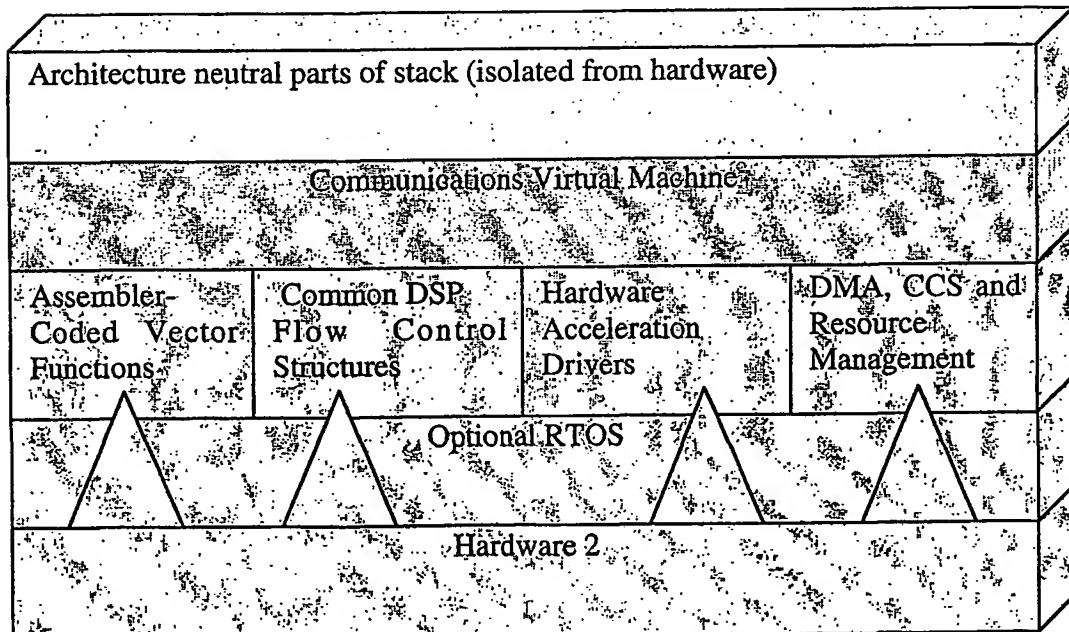 Architecture neutral parts of stack (isolated from hardware)
Communications Virtual Machine
Assembler-
Coded Vector
Functions
Common DSP
Flow Control
Structures
Hardware
Acceleration
Drivers
DMA, CCS and
Resource
Management
Optional RTOS
Hardware 2